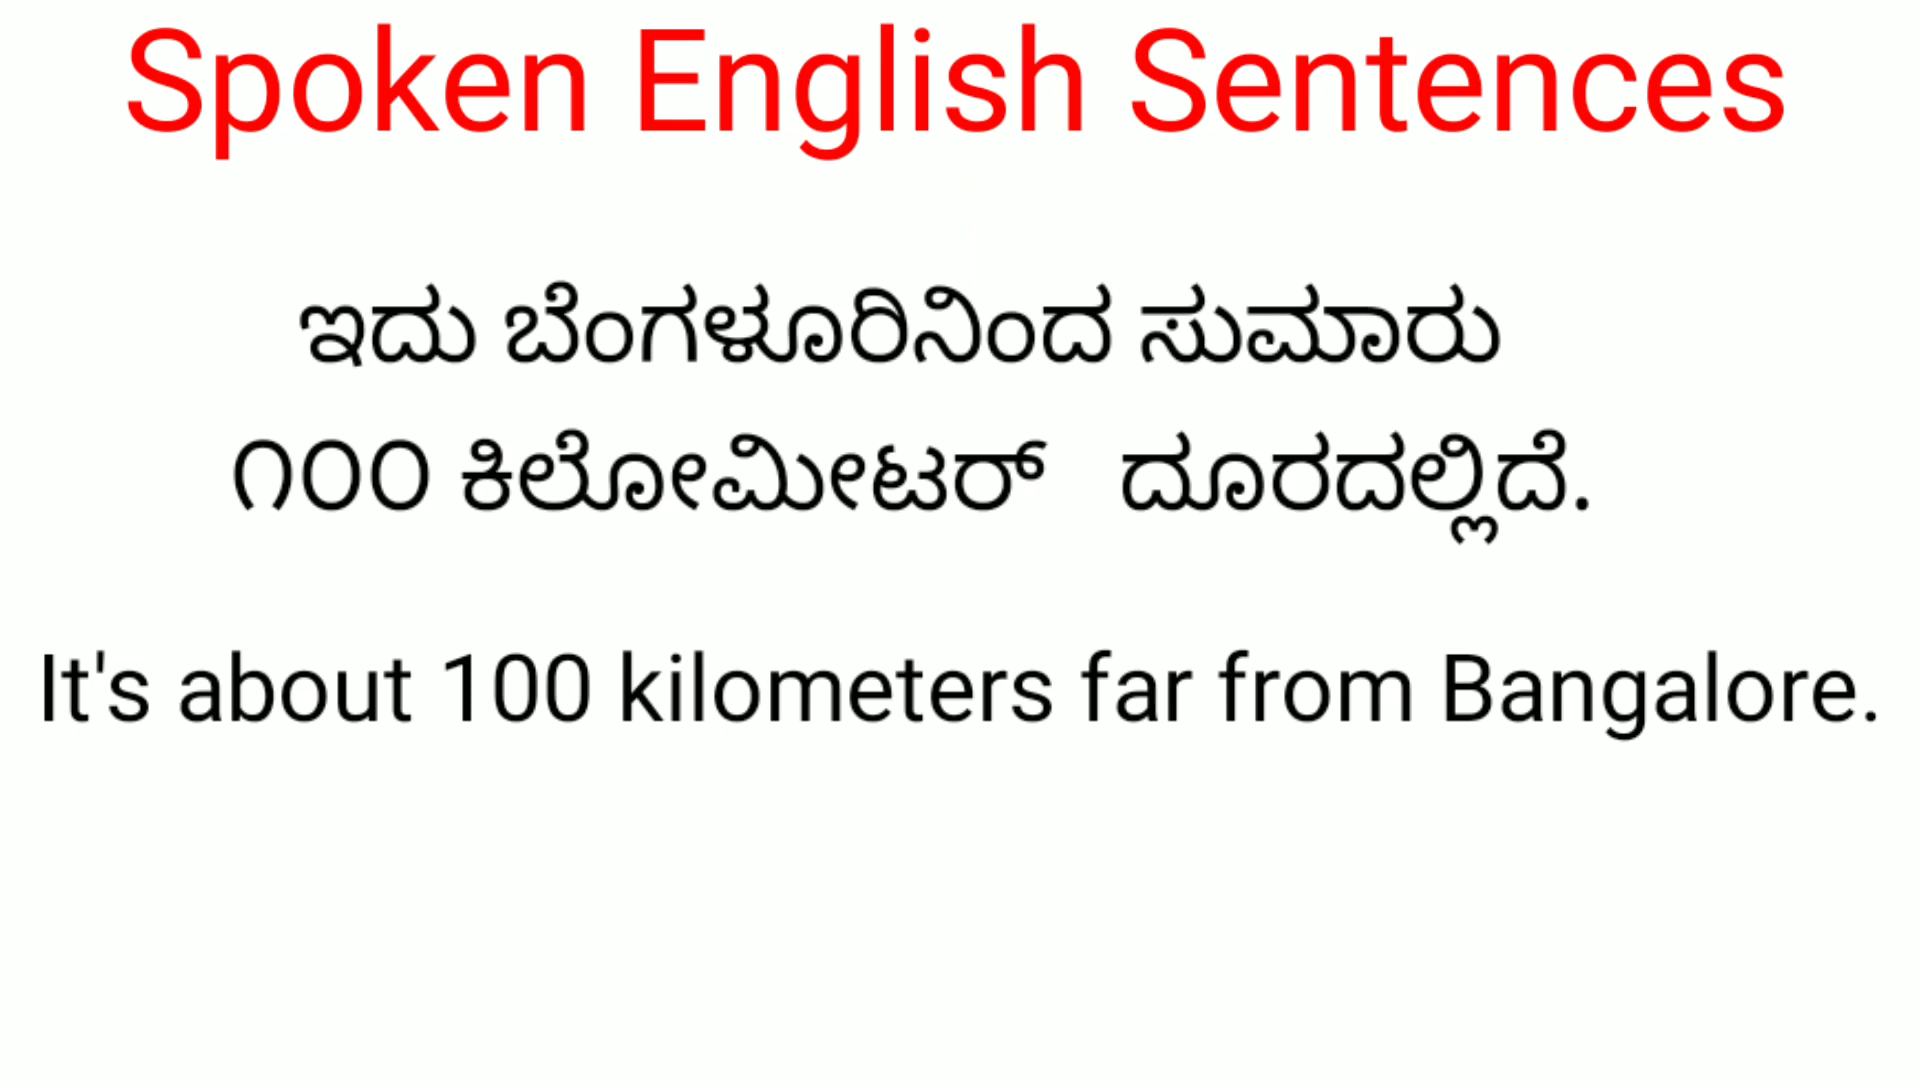 Spoken English Sentences
ಇದು ಬೆಂಗಳೂರಿನಿಂದ ಸುಮಾರು
೧೦೦ ಕಿಲೋಮೀಟರ್ ದೂರದಲ್ಲಿದೆ.
It's about 100 kilometers far from Bangalore.